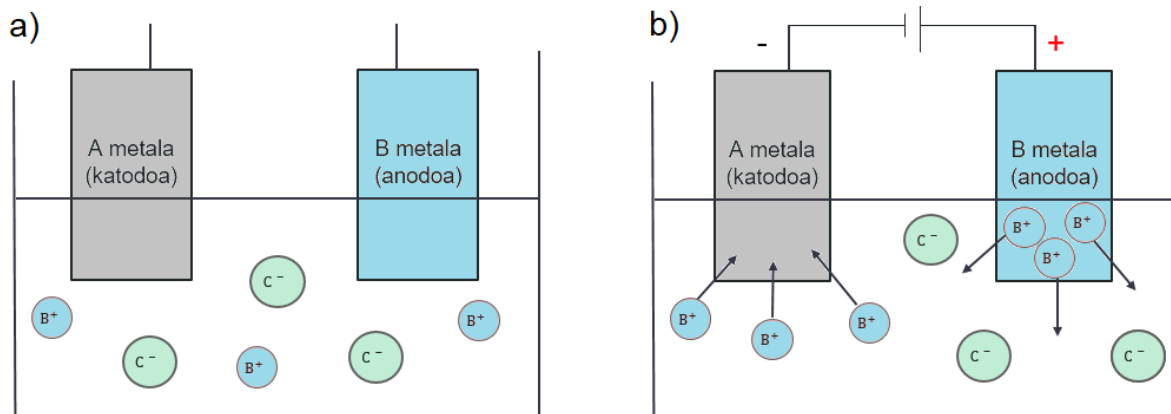 a)
A metala
(katodoa)
B metala
(anodoa)
C⁻
B⁺
B⁺
C⁻
C⁻
B⁺
b)
-
+
A metala
(katodoa)
B metala
(anodoa)
B⁺
B⁺
C⁻
B⁺
B⁺
B⁺
B⁺
C⁻
C⁻